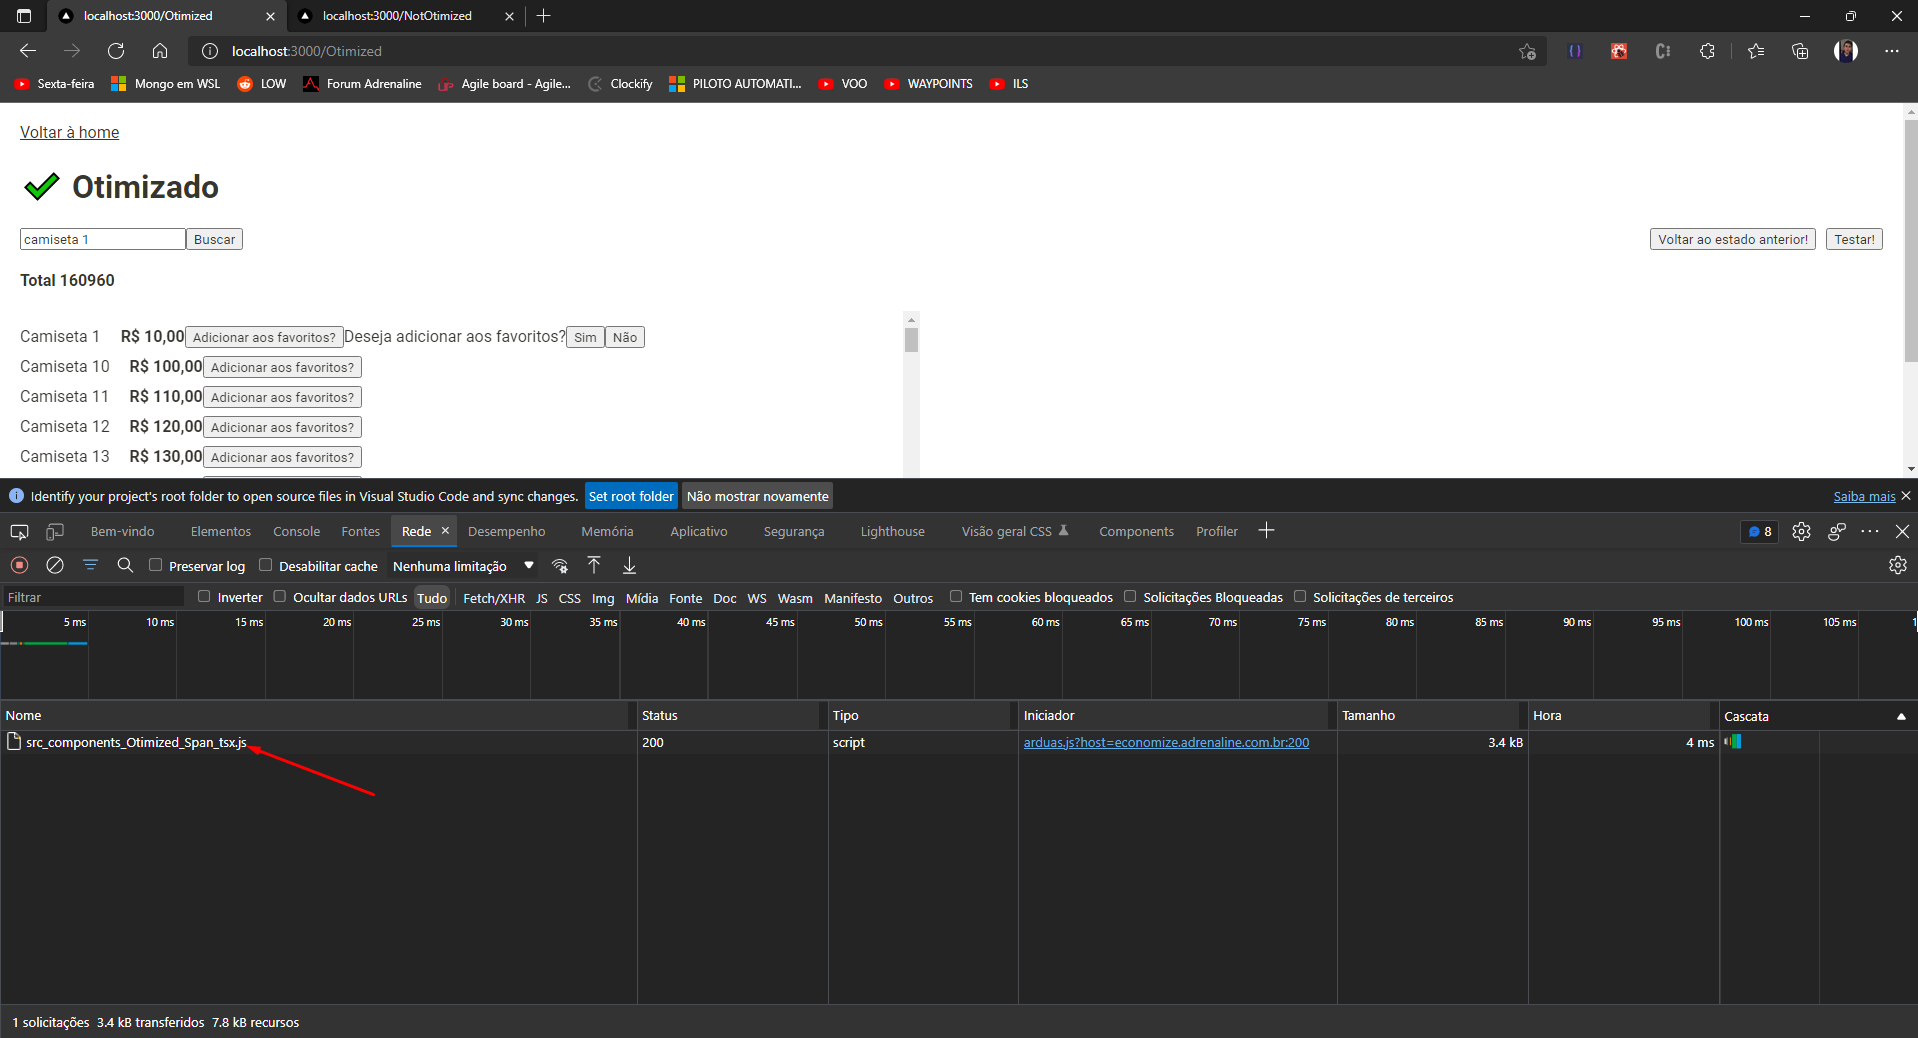 localhost:3000/Otimized
localhost:3000/NotOtimized
localhost:3000/Otimized
Sexta-feira Mongo em WSL LOW Forum Adrenaline Agile board - Agile... Clockify PILOTO AUTOMATI... VOO WAYPOINTS ILS
Voltar à home
Otimizado
camiseta 1 Buscar Voltar ao estado anterior! Testar!
Total 160960
Camiseta 1 R$ 10,00 Adicionar aos favoritos? Deseja adicionar aos favoritos? Sim Não
Camiseta 10 R$ 100,00 Adicionar aos favoritos?
Camiseta 11 R$ 110,00 Adicionar aos favoritos?
Camiseta 12 R$ 120,00 Adicionar aos favoritos?
Camiseta 13 R$ 130,00 Adicionar aos favoritos?
Identify your project's root folder to open source files in Visual Studio Code and sync changes. Set root folder Não mostrar novamente Saiba mais
Bem-vindo Elementos Console Fontes Rede Desempenho Memória Aplicativo Segurança Lighthouse Visão geral CSS Components Profiler 8
Preservar log Desabilitar cache Nenhuma limitação
Filtrar Inverter Ocultar dados URLs Tudo Fetch/XHR JS CSS Img Mídia Fonte Doc WS Wasm Manifesto Outros Tem cookies bloqueados Solicitações Bloqueadas Solicitações de terceiros
5 ms 10 ms 15 ms 20 ms 25 ms 30 ms 35 ms 40 ms 45 ms 50 ms 55 ms 60 ms 65 ms 70 ms 75 ms 80 ms 85 ms 90 ms 95 ms 100 ms 105 ms 1
Nome Status Tipo Iniciador Tamanho Hora Cascata
src_components_Otimized_Span_tsx.js 200 script arduas.js?host=economize.adrenaline.com.br:200 3.4 kB 4 ms
1 solicitações 3.4 kB transferidos 7.8 kB recursos